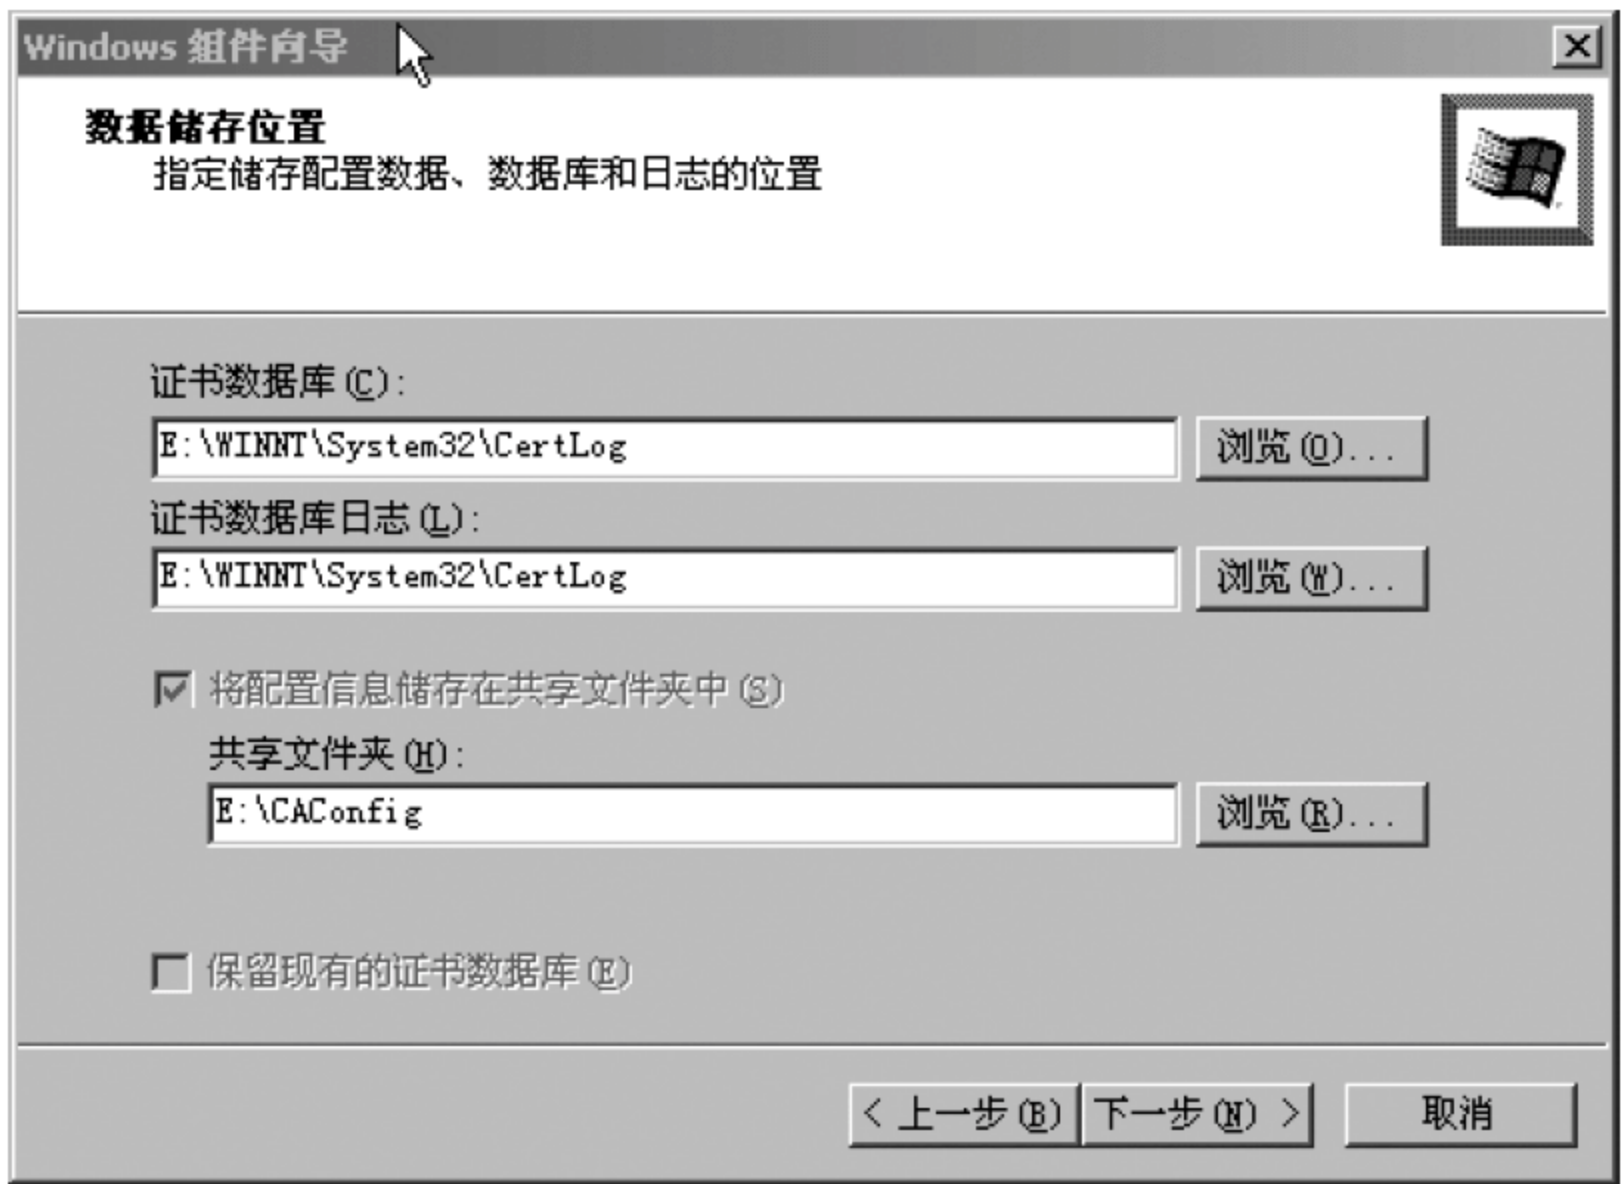 Windows 组件向导
数据储存位置
指定储存配置数据、数据库和日志的位置
证书数据库(C):
E:\WINNT\System32\CertLog
浏览(O)...
证书数据库日志(L):
E:\WINNT\System32\CertLog
浏览(W)...
将配置信息储存在共享文件夹中(S)
共享文件夹(H):
E:\CAConfig
浏览(R)...
保留现有的证书数据库(E)
< 上一步(B)
下一步(N) >
取消